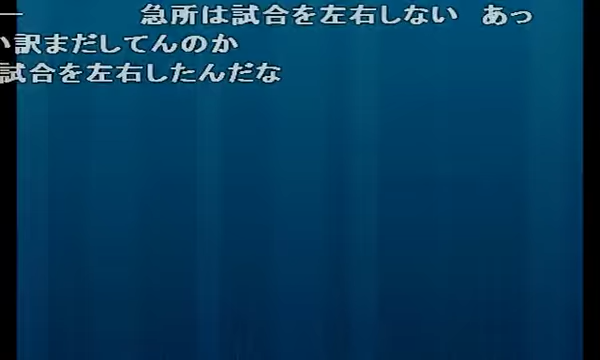 急所は試合を左右しない　あっ
い訳まだしてんのか
試合を左右したんだな